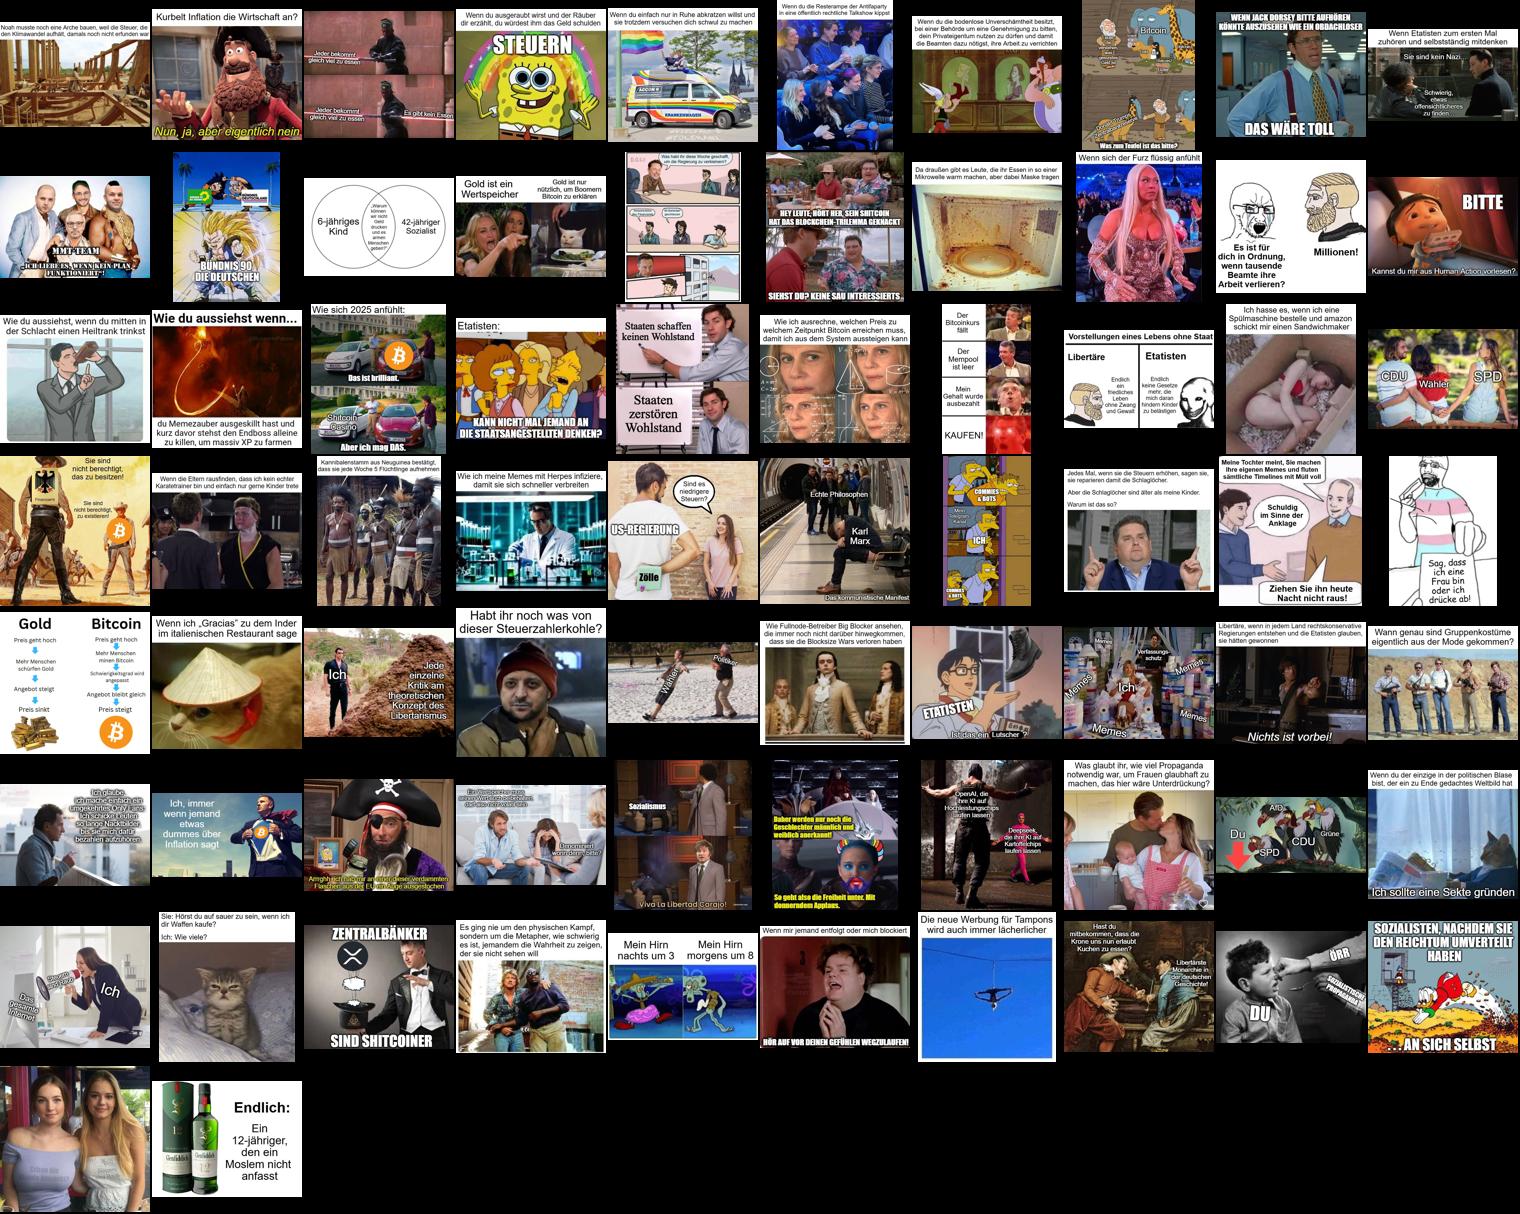 Noah musste noch eine Arche bauen, weil die Steuer, die
den Klimawandel aufhält, damals noch nicht erfunden war
Kurbelt Inflation die Wirtschaft an?
Nun, ja, aber eigentlich nein.
Jeder bekommt
gleich viel zu essen
Jeder bekommt
gleich viel zu essen
Es gibt kein Essen
Wenn du ausgeraubt wirst und der Räuber
dir erzählt, du würdest ihm das Geld schulden
STEUERN
Wenn du einfach nur in Ruhe abkratzen willst und
sie trotzdem versuchen dich schwul zu machen
KRANKENWAGEN
Wenn du die Resterampe der Antifaparty
in eine öffentlich rechtliche Talkshow kippst
Wenn du die bodenlose Unverschämtheit besitzt,
bei einer Behörde um eine Genehmigung zu bitten,
dein Privateigentum nutzen zu dürfen und damit
die Beamten dazu nötigst, ihre Arbeit zu verrichten
Bitcoin
Was zum Teufel ist das bitte?
WENN JACK DORSEY BITTE AUFHÖREN
KÖNNTE AUSZUSEHEN WIE EIN OBDACHLOSER
DAS WÄRE TOLL
Wenn Etatisten zum ersten Mal
zuhören und selbstständig mitdenken
Sie sind kein Nazi...
Schwierig,
etwas
offensichtlicheres
zu finden...
MMT-TEAM
„ICH LIEBE ES, WENN KEIN PLAN
FUNKTIONIERT“!
BÜNDNIS 90
DIE DEUTSCHEN
6-jähriges
Kind
„Warum
können
wir nicht
Geld
drucken
und es
armen
Menschen
geben?“
42-jähriger
Sozialist
Gold ist ein
Wertspeicher
Gold ist nur
nützlich, um Boomern
Bitcoin zu erklären
Was habt ihr diese Woche geschafft,
um die Regierung zu verkleinern?
HEY LEUTE, HÖRT HER, SEIN SHITCOIN
HAT DAS BLOCKCHEIN-TRILEMMA GEKNACKT
SIEHST DU? KEINE SAU INTERESSIERTS
Da draußen gibt es Leute, die ihr Essen in so einer
Mikrowelle warm machen, aber dabei Maske tragen
Wenn sich der Furz flüssig anfühlt
Es ist für
dich in Ordnung,
wenn tausende
Beamte ihre
Arbeit verlieren?
Millionen!
BITTE
Kannst du mir aus Human Action vorlesen?
Wie du aussiehst, wenn du mitten in
der Schlacht einen Heiltrank trinkst
Wie du aussiehst wenn...
du Memezauber ausgeskillt hast und
kurz davor stehst den Endboss alleine
zu killen, um massiv XP zu farmen
Wie sich 2025 anfühlt:
Das ist brilliant.
Shitcoin
Casino
Aber ich mag DAS.
Etatisten:
KANN NICHT MAL JEMAND AN
DIE STAATSANGESTELLTEN DENKEN?
Staaten schaffen
keinen Wohlstand
Staaten
zerstören
Wohlstand
Wie ich ausrechne, welchen Preis zu
welchem Zeitpunkt Bitcoin erreichen muss,
damit ich aus dem System aussteigen kann
Der
Bitcoinkurs
fällt
Der
Mempool
ist leer
Mein
Gehalt wurde
ausbezahlt
KAUFEN!
Vorstellungen eines Lebens ohne Staat
Libertäre
Etatisten
Endlich
ein
friedliches
Leben
ohne Zwang
und Gewalt
Endlich
keine Gesetze
mehr, die
mich daran
hindern Kinder
zu belästigen
Ich hasse es, wenn ich eine
Spülmaschine bestelle und amazon
schickt mir einen Sandwichmaker
CDU
Wähler
SPD
Sie sind
nicht berechtigt,
das zu besitzen!
Sie sind
nicht berechtigt,
zu existieren!
Wenn die Eltern rausfinden, dass ich kein echter
Karatetrainer bin und einfach nur gerne Kinder trete
Kannibalenstamm aus Neuguinea bestätigt,
dass sie jede Woche 5 Flüchtlinge aufnehmen
Wie ich meine Memes mit Herpes infiziere,
damit sie sich schneller verbreiten
US-REGIERUNG
Sind es
niedrigere
Steuern?
Zölle
Echte Philosophen
Karl
Marx
Das kommunistische Manifest
COMMIES
& BOTS
Mein
Telegram
Kanal
ICH
COMMIES
& BOTS
Jedes Mal, wenn sie die Steuern erhöhen, sagen sie,
sie reparieren damit die Schlaglöcher.
Aber die Schlaglöcher sind älter als meine Kinder.
Warum ist das so?
Meine Tochter meint, Sie machen
ihre eigenen Memes und fluten
sämtliche Timelines mit Müll voll
Schuldig
im Sinne der
Anklage
Ziehen Sie ihn heute
Nacht nicht raus!
Sag, dass
ich eine
Frau bin
oder ich
drücke ab!
Gold
Bitcoin
Preis geht hoch
Preis geht hoch
Mehr Menschen
schürfen Gold
Mehr Menschen
minen Bitcoin
Schwierigkeitsgrad wird
angepasst
Angebot steigt
Angebot bleibt gleich
Preis sinkt
Preis steigt
Wenn ich „Gracias“ zu dem Inder
im italienischen Restaurant sage
Ich
Jede
einzelne
Kritik am
theoretischen
Konzept des
Libertarismus
Habt ihr noch was von
dieser Steuerzahlerkohle?
Wähler
Politiker
Wie Fullnode-Betreiber Big Blocker ansehen,
die immer noch nicht darüber hinwegkommen,
dass sie die Blocksize Wars verloren haben
ETATISTEN
Ist das ein Lutscher ?
Memes
Verfassungs-
schutz
Memes
Memes
Ich
Memes
Memes
Libertäre, wenn in jedem Land rechtskonservative
Regierungen entstehen und die Etatisten glauben,
sie hätten gewonnen
Nichts ist vorbei!
Wann genau sind Gruppenkostüme
eigentlich aus der Mode gekommen?
Ich glaube,
ich mache einfach ein
umgekehrtes Only Fans.
Ich schicke Leuten
so lange Nacktbilder
bis sie mich dafür
bezahlen aufzuhören
Ich, immer
wenn jemand
etwas
dummes über
Inflation sagt
Arrrghh ich hab mir an einer dieser verdammten
Flaschen aus der EU ein Auge ausgestochen
Denominiert
worin denn, bitte?
Sozialismus
Viva La Libertad Carajo!
Daher werden nur noch die
Geschlechter männlich und
weiblich anerkannt!
So geht also die Freiheit unter. Mit
donnerndem Applaus.
OpenAI, die
ihre KI auf
Hochleistungschips
laufen lassen
Deepseek,
die ihre KI auf
Kartoffelchips
laufen lassen
Was glaubt ihr, wie viel Propaganda
notwendig war, um Frauen glaubhaft zu
machen, das hier wäre Unterdrückung?
AfD
Du
SPD
CDU
Grüne
Wenn du der einzige in der politischen Blase
bist, der ein zu Ende gedachtes Weltbild hat
Ich sollte eine Sekte gründen
Das
gesamte
Internet
Steuern
sind Raub
Ich
Sie: Hörst du auf sauer zu sein, wenn ich
dir Waffen kaufe?
Ich: Wie viele?
ZENTRALBÄNKER
SIND SHITCOINER
Es ging nie um den physischen Kampf,
sondern um die Metapher, wie schwierig
es ist, jemandem die Wahrheit zu zeigen,
der sie nicht sehen will
Mein Hirn
nachts um 3
Mein Hirn
morgens um 8
Wenn mir jemand entfolgt oder mich blockiert
HÖR AUF VOR DEINEN GEFÜHLEN WEGZULAUFEN!
Die neue Werbung für Tampons
wird auch immer lächerlicher
Hast du
mitbekommen, dass die
Krone uns nun erlaubt
Kuchen zu essen?
Libertärste
Monarchie in
der deutschen
Geschichte!
ÖRR
SOZIALISTISCHE
PROPAGANDA
DU
SOZIALISTEN, NACHDEM SIE
DEN REICHTUM UMVERTEILT
HABEN
...AN SICH SELBST
Glenfiddich
12
Endlich:
Ein
12-jähriger,
den ein
Moslem nicht
anfasst